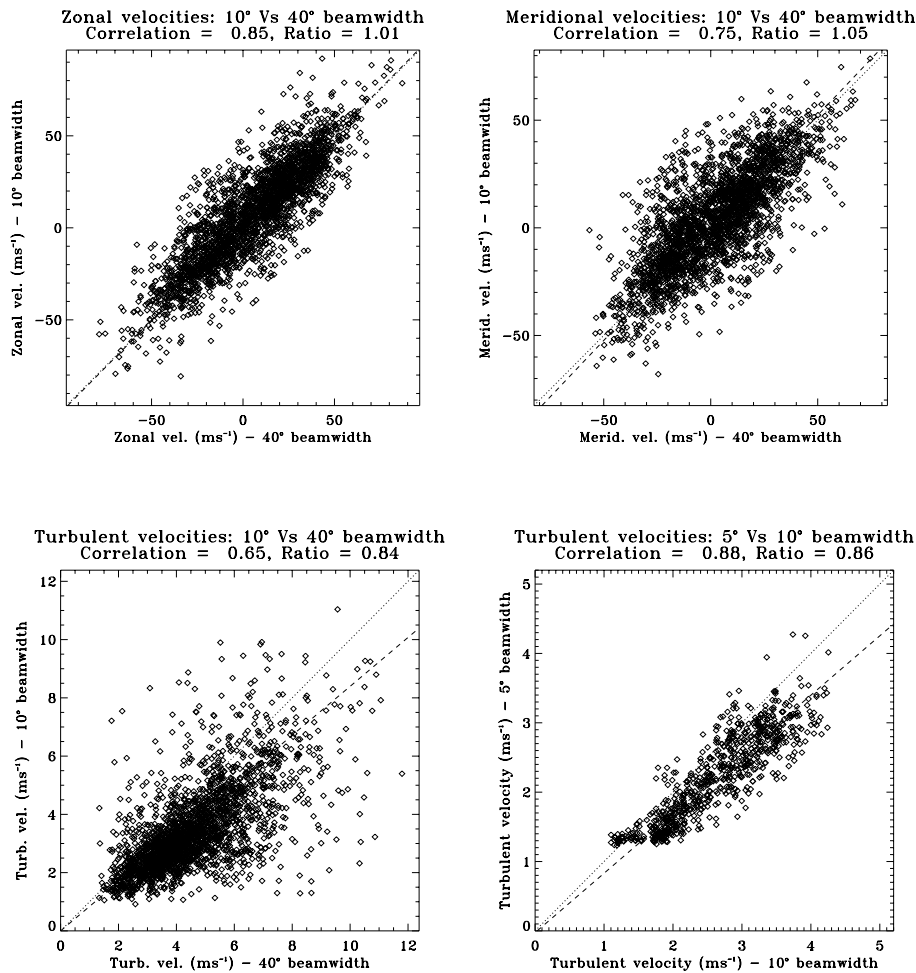 Zonal velocities: 10° Vs 40° beamwidth
Correlation = 0.85, Ratio = 1.01
Zonal vel. (ms⁻¹) − 10° beamwidth
50
0
−50
−50 0 50
Zonal vel. (ms⁻¹) − 40° beamwidth
Meridional velocities: 10° Vs 40° beamwidth
Correlation = 0.75, Ratio = 1.05
Merid. vel. (ms⁻¹) − 10° beamwidth
50
0
−50
−50 0 50
Merid. vel. (ms⁻¹) − 40° beamwidth
Turbulent velocities: 10° Vs 40° beamwidth
Correlation = 0.65, Ratio = 0.84
Turb. vel. (ms⁻¹) − 10° beamwidth
12
10
8
6
4
2
0
0 2 4 6 8 10 12
Turb. vel. (ms⁻¹) − 40° beamwidth
Turbulent velocities: 5° Vs 10° beamwidth
Correlation = 0.88, Ratio = 0.86
Turbulent velocity (ms⁻¹) − 5° beamwidth
5
4
3
2
1
0
0 1 2 3 4 5
Turbulent velocity (ms⁻¹) − 10° beamwidth